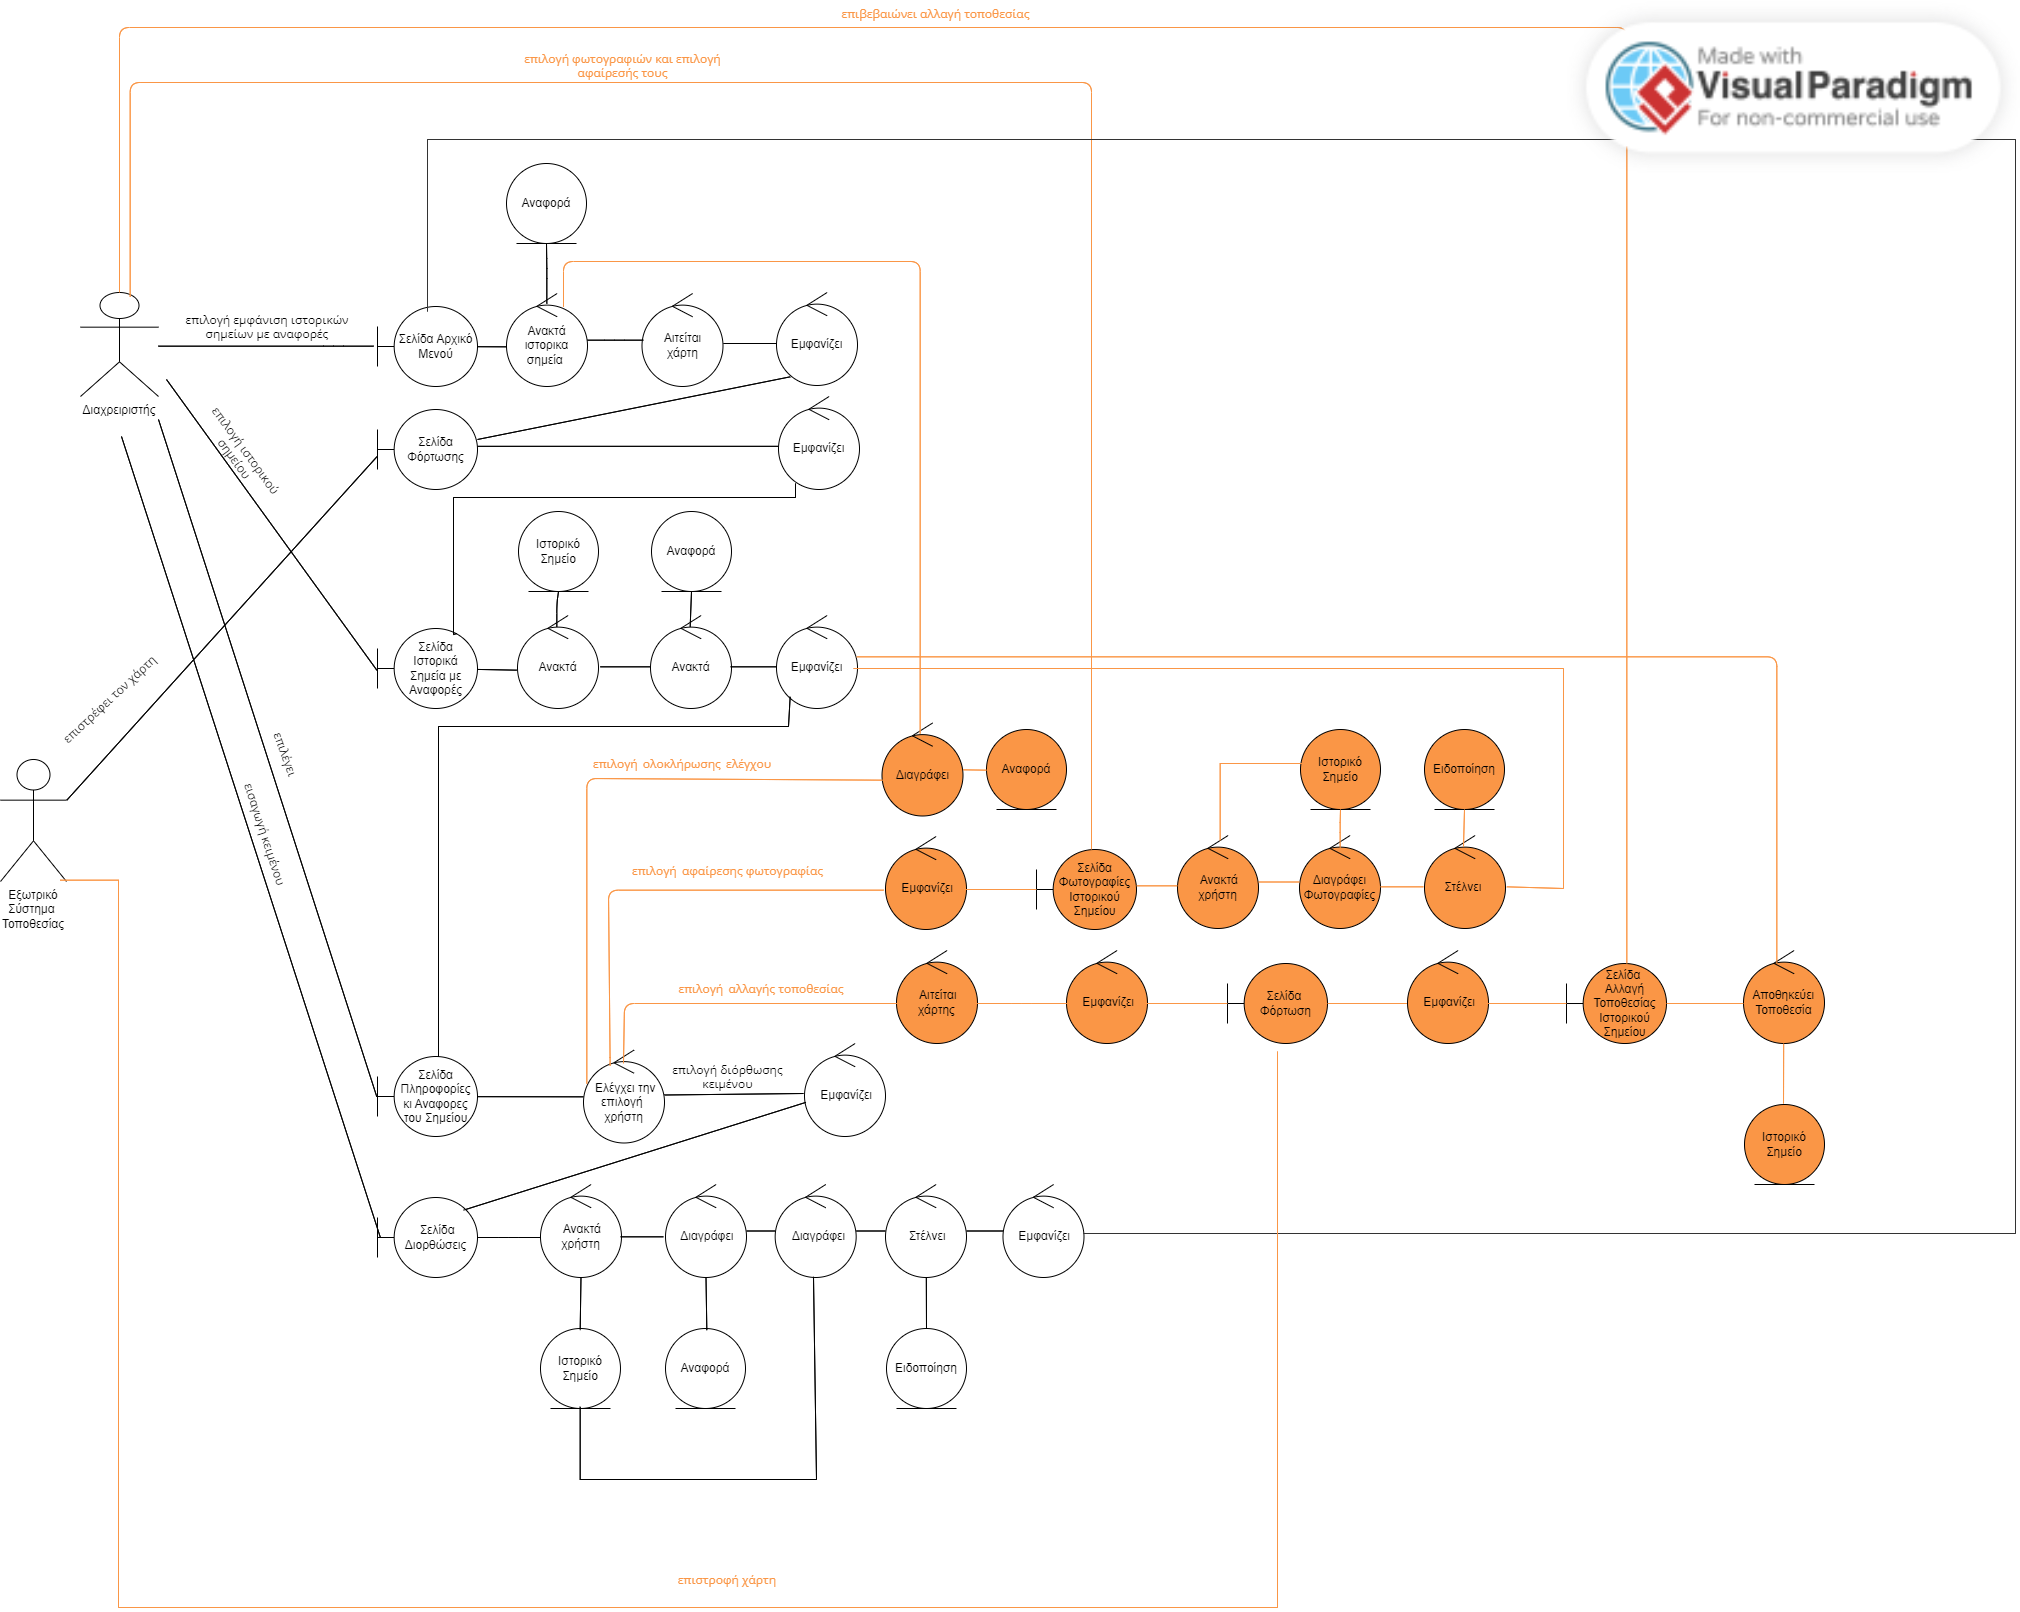 επιβεβαιώνει αλλαγή τοποθεσίας
επιλογή φωτογραφιών και επιλογή
αφαίρεσής τους
Made with
Visual Paradigm
For non-commercial use
Αναφορά
επιλογή εμφάνιση ιστορικών
σημείων με αναφορές
Σελίδα Αρχικό
Μενού
Ανακτά
ιστορικα
σημεία
Αιτείται
χάρτη
Εμφανίζει
Διαχρειριστής
επιλογή ιστορικού
σημείου
Σελίδα
Φόρτωσης
Εμφανίζει
Ιστορικό
Σημείο
Αναφορά
Σελίδα
Ιστορικά
Σημεία με
Αναφορές
Ανακτά
Ανακτά
Εμφανίζει
επιστρέφει τον χάρτη
επιλέγει
εισαγωγή κειμένου
Εξωτρικό
Σύστημα
Τοποθεσίας
επιλογή ολοκλήρωσης ελέγχου
Διαγράφει
Αναφορά
Ιστορικό
Σημείο
Ειδοποίηση
επιλογή αφαίρεσης φωτογραφίας
Εμφανίζει
Σελίδα
Φωτογραφίες
Ιστορικού
Σημείου
Ανακτά
χρήστη
Διαγράφει
Φωτογραφίες
Στέλνει
επιλογή αλλαγής τοποθεσίας
Αιτείται
χάρτης
Εμφανίζει
Σελίδα
Φόρτωση
Εμφανίζει
Σελίδα
Αλλαγή
Τοποθεσίας
Ιστορικού
Σημείου
Αποθηκεύει
Τοποθεσία
Σελίδα
Πληροφορίες
κι Αναφορες
του Σημείου
Ελέγχει την
επιλογή
χρήστη
επιλογή διόρθωσης
κειμένου
Εμφανίζει
Ιστορικό
Σημείο
Σελίδα
Διορθώσεις
Ανακτά
χρήστη
Διαγράφει
Διαγράφει
Στέλνει
Εμφανίζει
Ιστορικό
Σημείο
Αναφορά
Ειδοποίηση
επιστροφή χάρτη